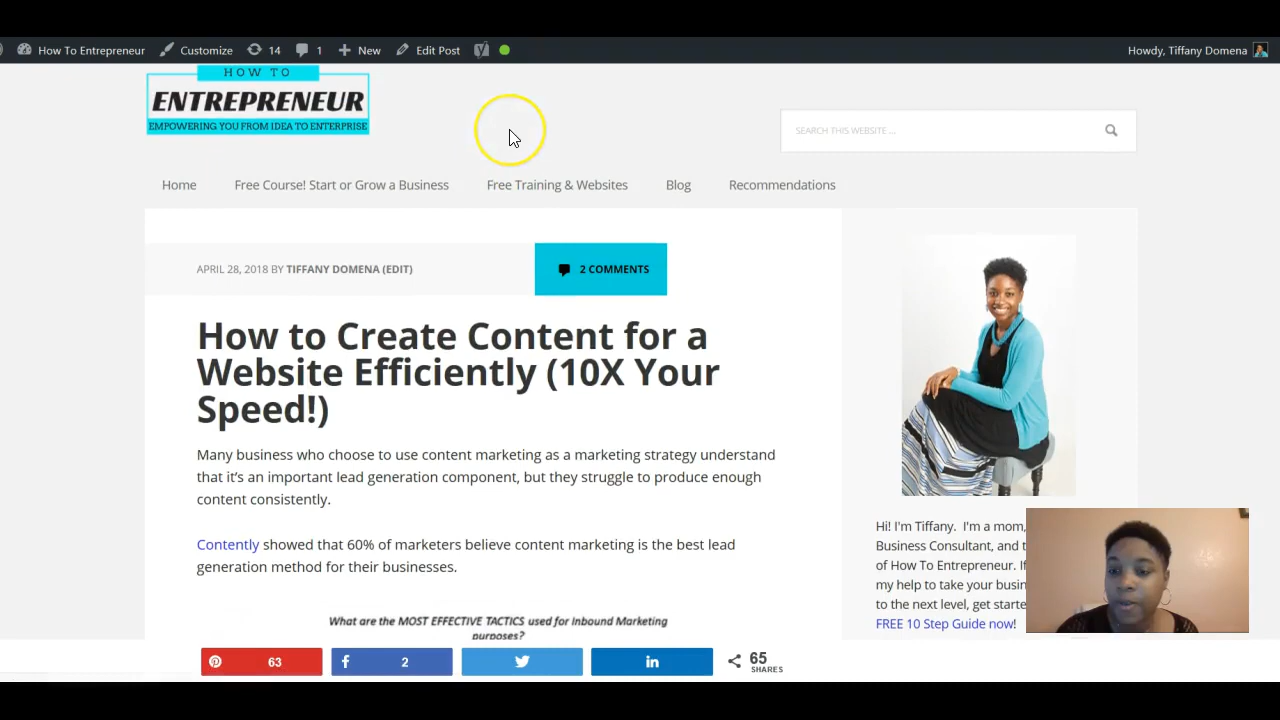 How To Entrepreneur Customize 14 1 New Edit Post Howdy, Tiffany Domena
HOW TO
ENTREPRENEUR
EMPOWERING YOU FROM IDEA TO ENTERPRISE
SEARCH THIS WEBSITE ...
Home Free Course! Start or Grow a Business Free Training & Websites Blog Recommendations
APRIL 28, 2018 BY TIFFANY DOMENA (EDIT) 2 COMMENTS
How to Create Content for a
Website Efficiently (10X Your
Speed!)
Many business who choose to use content marketing as a marketing strategy understand
that it's an important lead generation component, but they struggle to produce enough
content consistently.
Contently showed that 60% of marketers believe content marketing is the best lead
generation method for their businesses.
What are the MOST EFFECTIVE TACTICS used for Inbound Marketing
purposes?
Hi! I'm Tiffany. I'm a mom,
Business Consultant, and
of How To Entrepreneur.
my help to take your
to the next level, get
FREE 10 Step Guide now!
63 2 65
SHARES